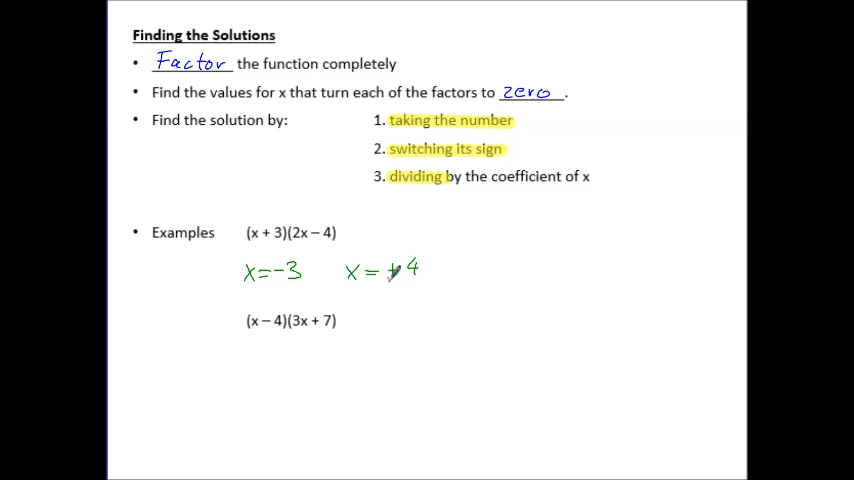 Finding the Solutions
• Factor the function completely
• Find the values for x that turn each of the factors to zero.
• Find the solution by: 1. taking the number
2. switching its sign
3. dividing by the coefficient of x
• Examples (x + 3)(2x – 4)
x=-3 x = + 4
(x – 4)(3x + 7)